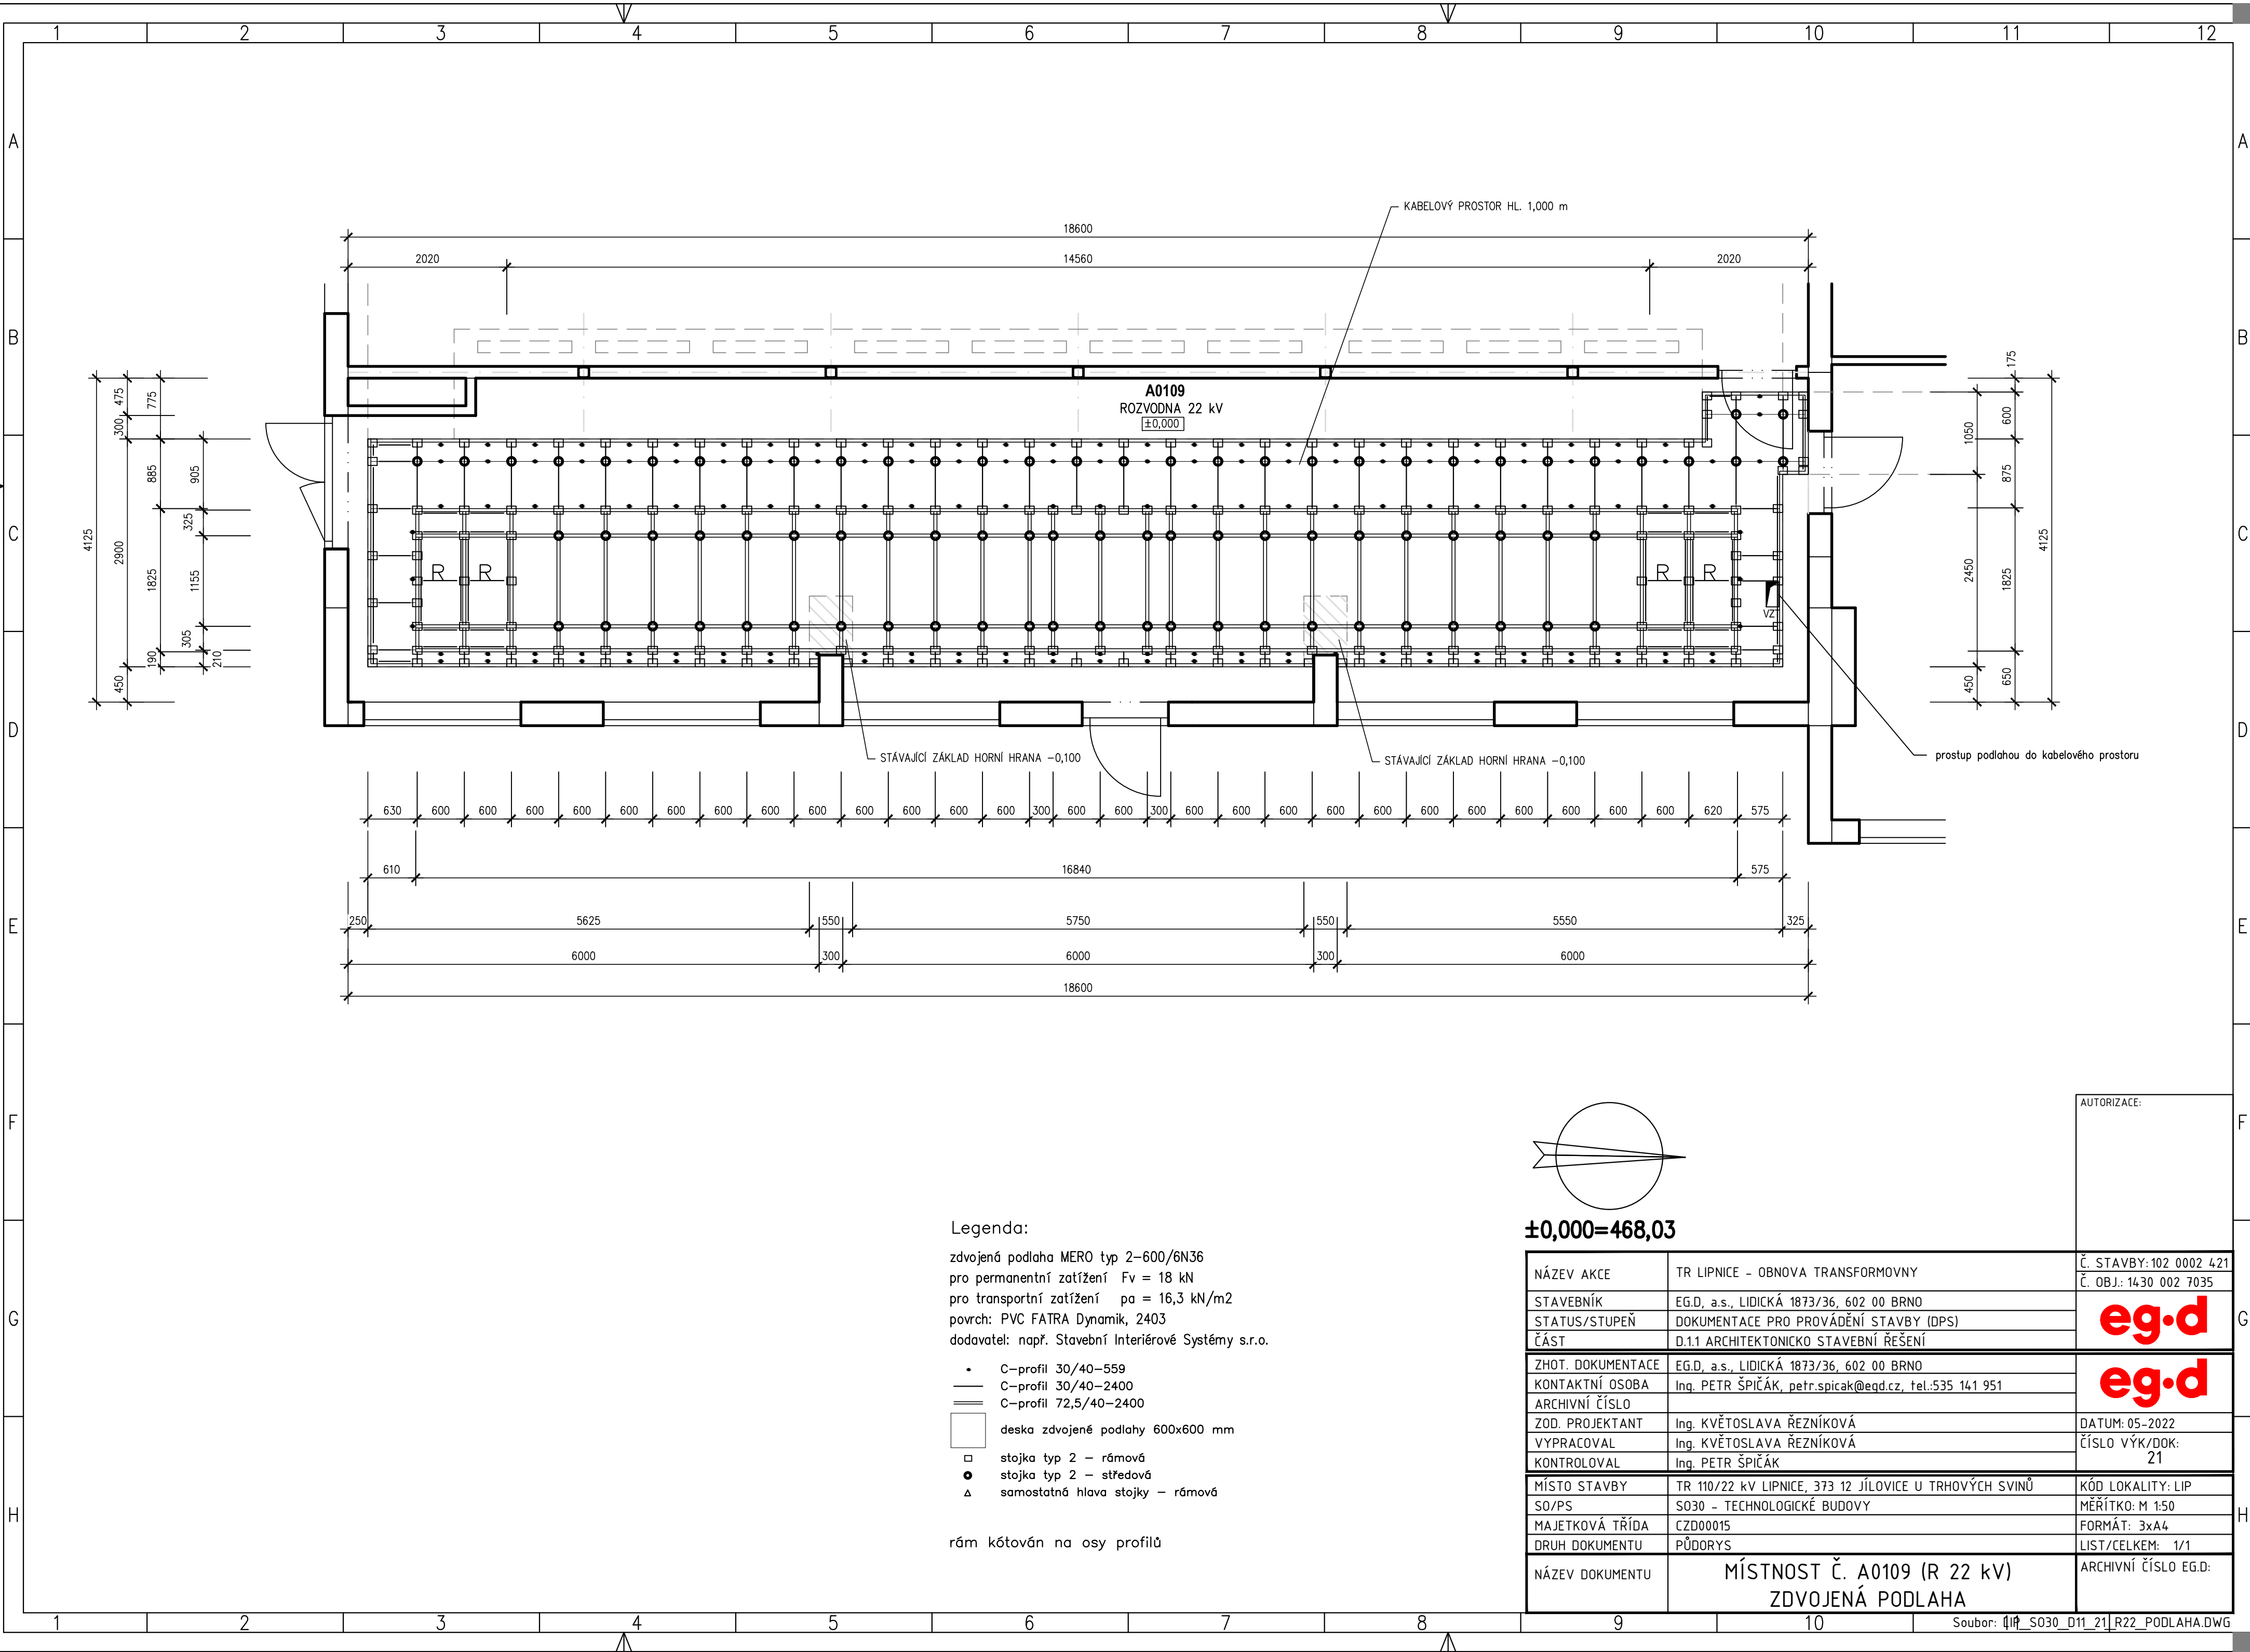 1 2 3 4 5 6 7 8 9 10 11 12
A A
B B
C C
D D
E E
F F
G G
H H
KABELOVÝ PROSTOR HL. 1,000 m
18600
2020 14560 2020
A0109
ROZVODNA 22 kV
±0,000
4125
475 300 2900 450
775 885 1825 190
905 325 1155 305 210
R R R R
VZT
175 600 875 1825 650
1050 2450 450
4125
STÁVAJÍCÍ ZÁKLAD HORNÍ HRANA -0,100
STÁVAJÍCÍ ZÁKLAD HORNÍ HRANA -0,100
prostup podlahou do kabelového prostoru
630 600 600 600 600 600 600 600 600 600 600 600 600 600 300 600 600 300 600 600 600 600 600 600 600 600 600 600 600 620 575
610 16840 575
250 5625 550 5750 550 5550 325
6000 300 6000 300 6000
18600
Legenda:
zdvojená podlaha MERO typ 2-600/6N36
pro permanentní zatížení Fv = 18 kN
pro transportní zatížení pa = 16,3 kN/m2
povrch: PVC FATRA Dynamik, 2403
dodavatel: např. Stavební Interiérové Systémy s.r.o.
C-profil 30/40-559
C-profil 30/40-2400
C-profil 72,5/40-2400
deska zdvojené podlahy 600x600 mm
stojka typ 2 - rámová
stojka typ 2 - středová
samostatná hlava stojky - rámová
rám kótován na osy profilů
AUTORIZACE:
±0,000=468,03
NÁZEV AKCE TR LIPNICE - OBNOVA TRANSFORMOVNY
Č. STAVBY: 102 0002 421
Č. OBJ.: 1430 002 7035
STAVEBNÍK EG.D, a.s., LIDICKÁ 1873/36, 602 00 BRNO
STATUS/STUPEŇ DOKUMENTACE PRO PROVÁDĚNÍ STAVBY (DPS)
ČÁST D.1.1 ARCHITEKTONICKO STAVEBNÍ ŘEŠENÍ
eg·d
ZHOT. DOKUMENTACE EG.D, a.s., LIDICKÁ 1873/36, 602 00 BRNO
KONTAKTNÍ OSOBA Ing. PETR ŠPIČÁK, petr.spicak@egd.cz, tel.:535 141 951
ARCHIVNÍ ČÍSLO
eg·d
ZOD. PROJEKTANT Ing. KVĚTOSLAVA ŘEZNÍKOVÁ DATUM: 05-2022
VYPRACOVAL Ing. KVĚTOSLAVA ŘEZNÍKOVÁ ČÍSLO VÝK/DOK:
KONTROLOVAL Ing. PETR ŠPIČÁK 21
MÍSTO STAVBY TR 110/22 kV LIPNICE, 373 12 JÍLOVICE U TRHOVÝCH SVINŮ KÓD LOKALITY: LIP
SO/PS SO30 - TECHNOLOGICKÉ BUDOVY MĚŘÍTKO: M 1:50
MAJETKOVÁ TŘÍDA CZD00015 FORMÁT: 3xA4
DRUH DOKUMENTU PŮDORYS LIST/CELKEM: 1/1
NÁZEV DOKUMENTU MÍSTNOST Č. A0109 (R 22 kV) ARCHIVNÍ ČÍSLO EG.D:
ZDVOJENÁ PODLAHA
1 2 3 4 5 6 7 8 9 10 11
Soubor: LIP_SO30_D11_21_R22_PODLAHA.DWG